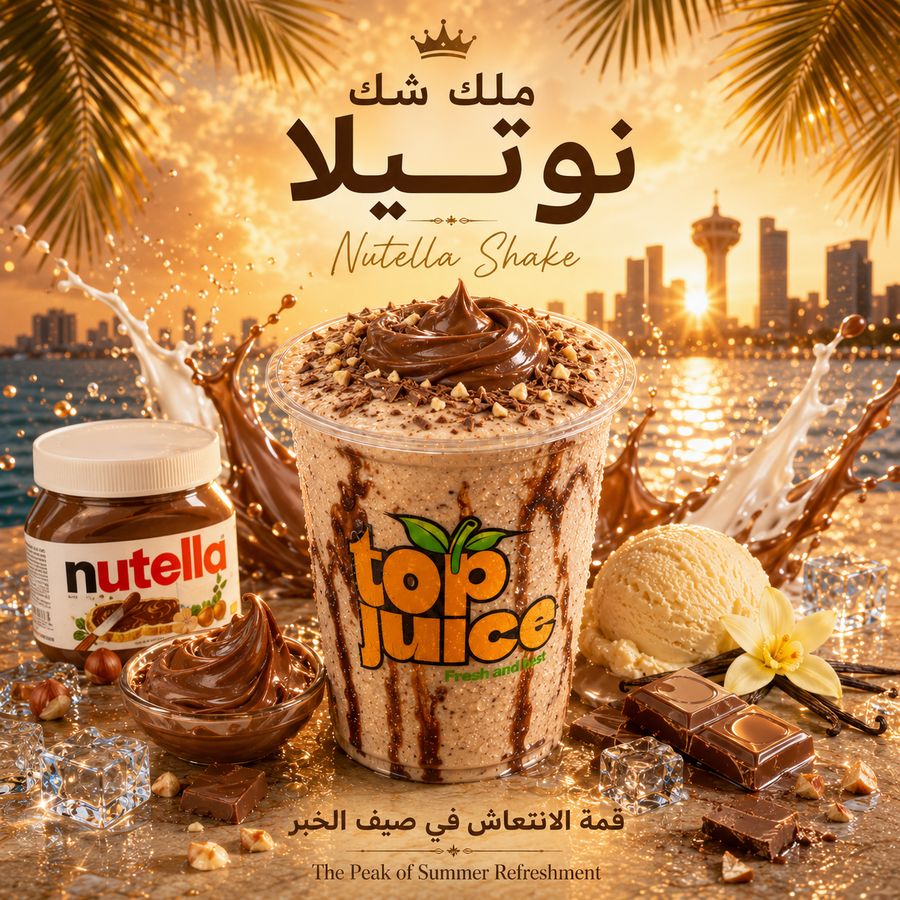 ملك شك
نوتيلا
Nutella Shake
nutella
top
juice
Fresh and best
قمة الانتعاش في صيف الخبر
The Peak of Summer Refreshment